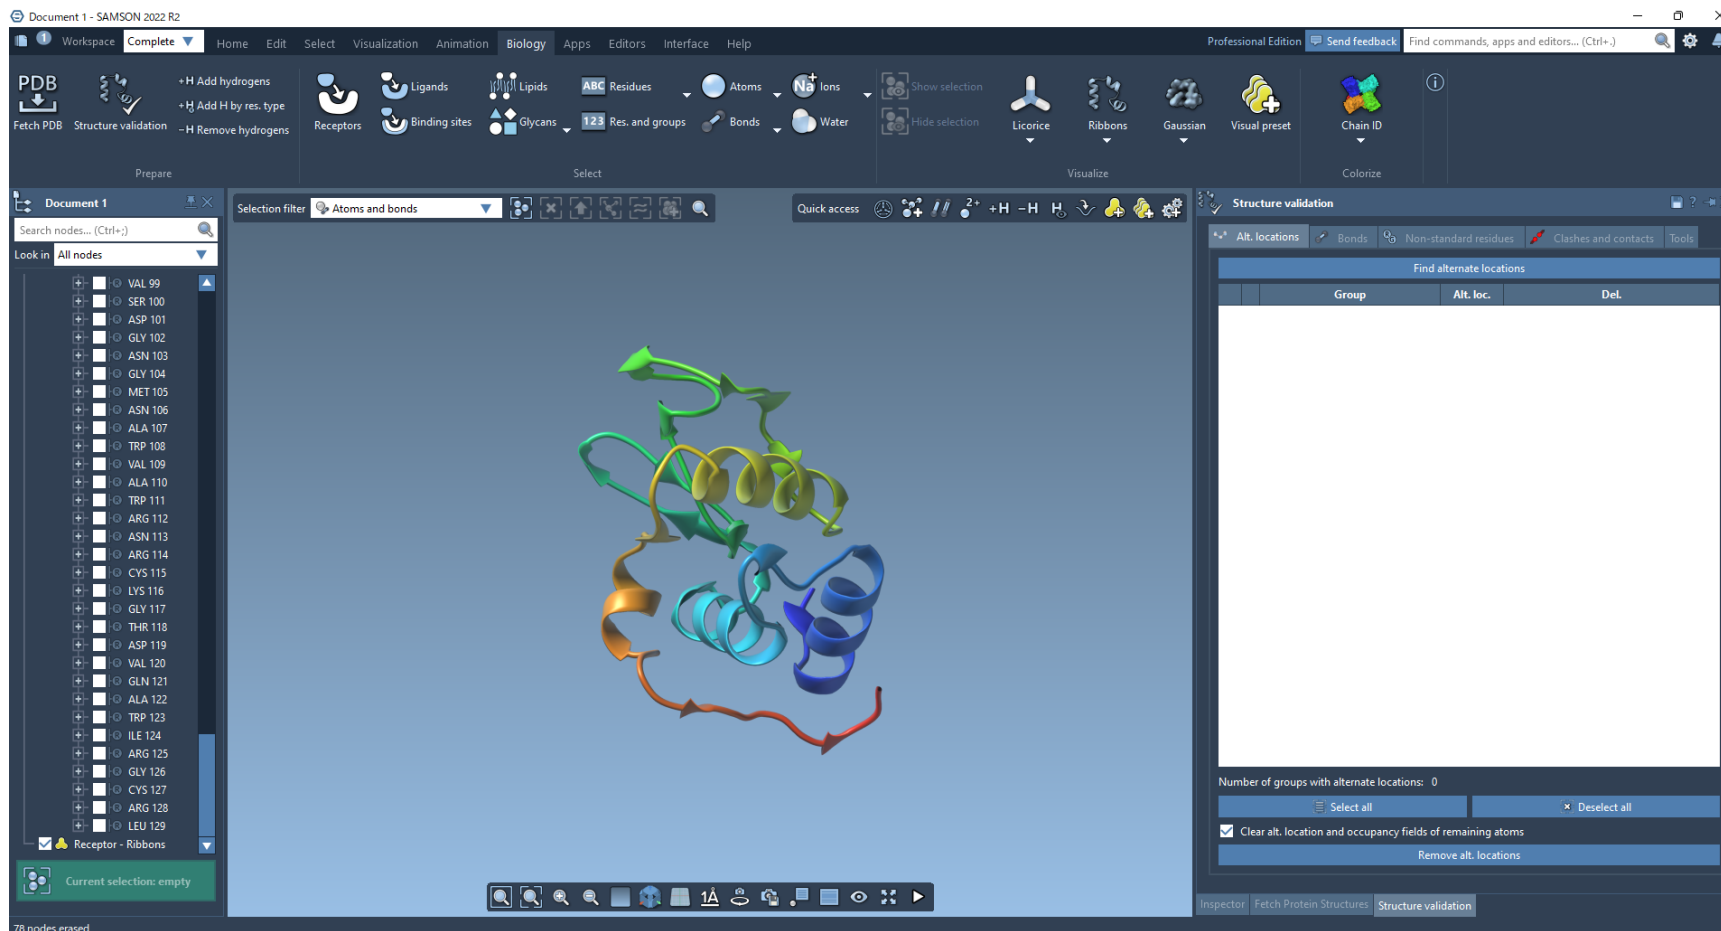 Document 1 - SAMSON 2022 R2
1 Workspace Complete Home Edit Select Visualization Animation Biology Apps Editors Interface Help Professional Edition Send feedback Find commands, apps and editors... (Ctrl+.)
PDB
Fetch PDB
Structure validation
+H Add hydrogens
+H Add H by res. type
-H Remove hydrogens
Prepare
Receptors
Ligands
Binding sites
Lipids
Glycans
ABC Residues
123 Res. and groups
Atoms
Bonds
Na+ Ions
Water
Select
Show selection
Hide selection
Licorice
Ribbons
Gaussian
Visual preset
Visualize
Chain ID
Colorize
Document 1
Search nodes... (Ctrl+;)
Look in All nodes
VAL 99
SER 100
ASP 101
GLY 102
ASN 103
GLY 104
MET 105
ASN 106
ALA 107
TRP 108
VAL 109
ALA 110
TRP 111
ARG 112
ASN 113
ARG 114
CYS 115
LYS 116
GLY 117
THR 118
ASP 119
VAL 120
GLN 121
ALA 122
TRP 123
ILE 124
ARG 125
GLY 126
CYS 127
ARG 128
LEU 129
Receptor - Ribbons
Current selection: empty
78 nodes erased
Selection filter Atoms and bonds
Quick access 2+ +H -H H
1Å
Structure validation ?
Alt. locations Bonds Non-standard residues Clashes and contacts Tools
Find alternate locations
Group Alt. loc. Del.
Number of groups with alternate locations: 0
Select all Deselect all
Clear alt. location and occupancy fields of remaining atoms
Remove alt. locations
Inspector Fetch Protein Structures Structure validation